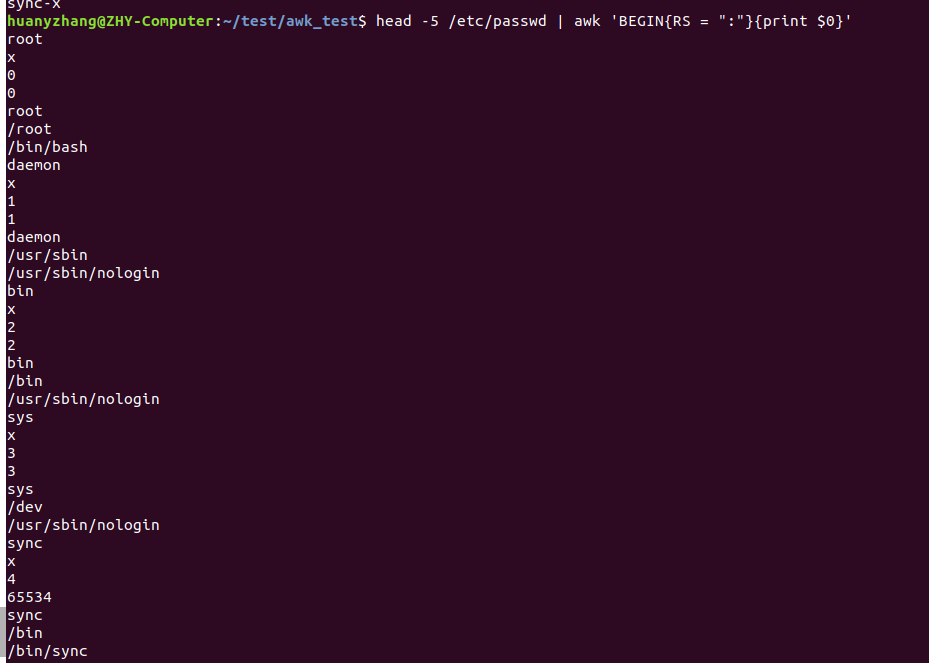 sync-x
huanyzhang@ZHY-Computer:~/test/awk_test$ head -5 /etc/passwd | awk 'BEGIN{RS = ":"}{print $0}'
root
x
0
0
root
/root
/bin/bash
daemon
x
1
1
daemon
/usr/sbin
/usr/sbin/nologin
bin
x
2
2
bin
/bin
/usr/sbin/nologin
sys
x
3
3
sys
/dev
/usr/sbin/nologin
sync
x
4
65534
sync
/bin
/bin/sync